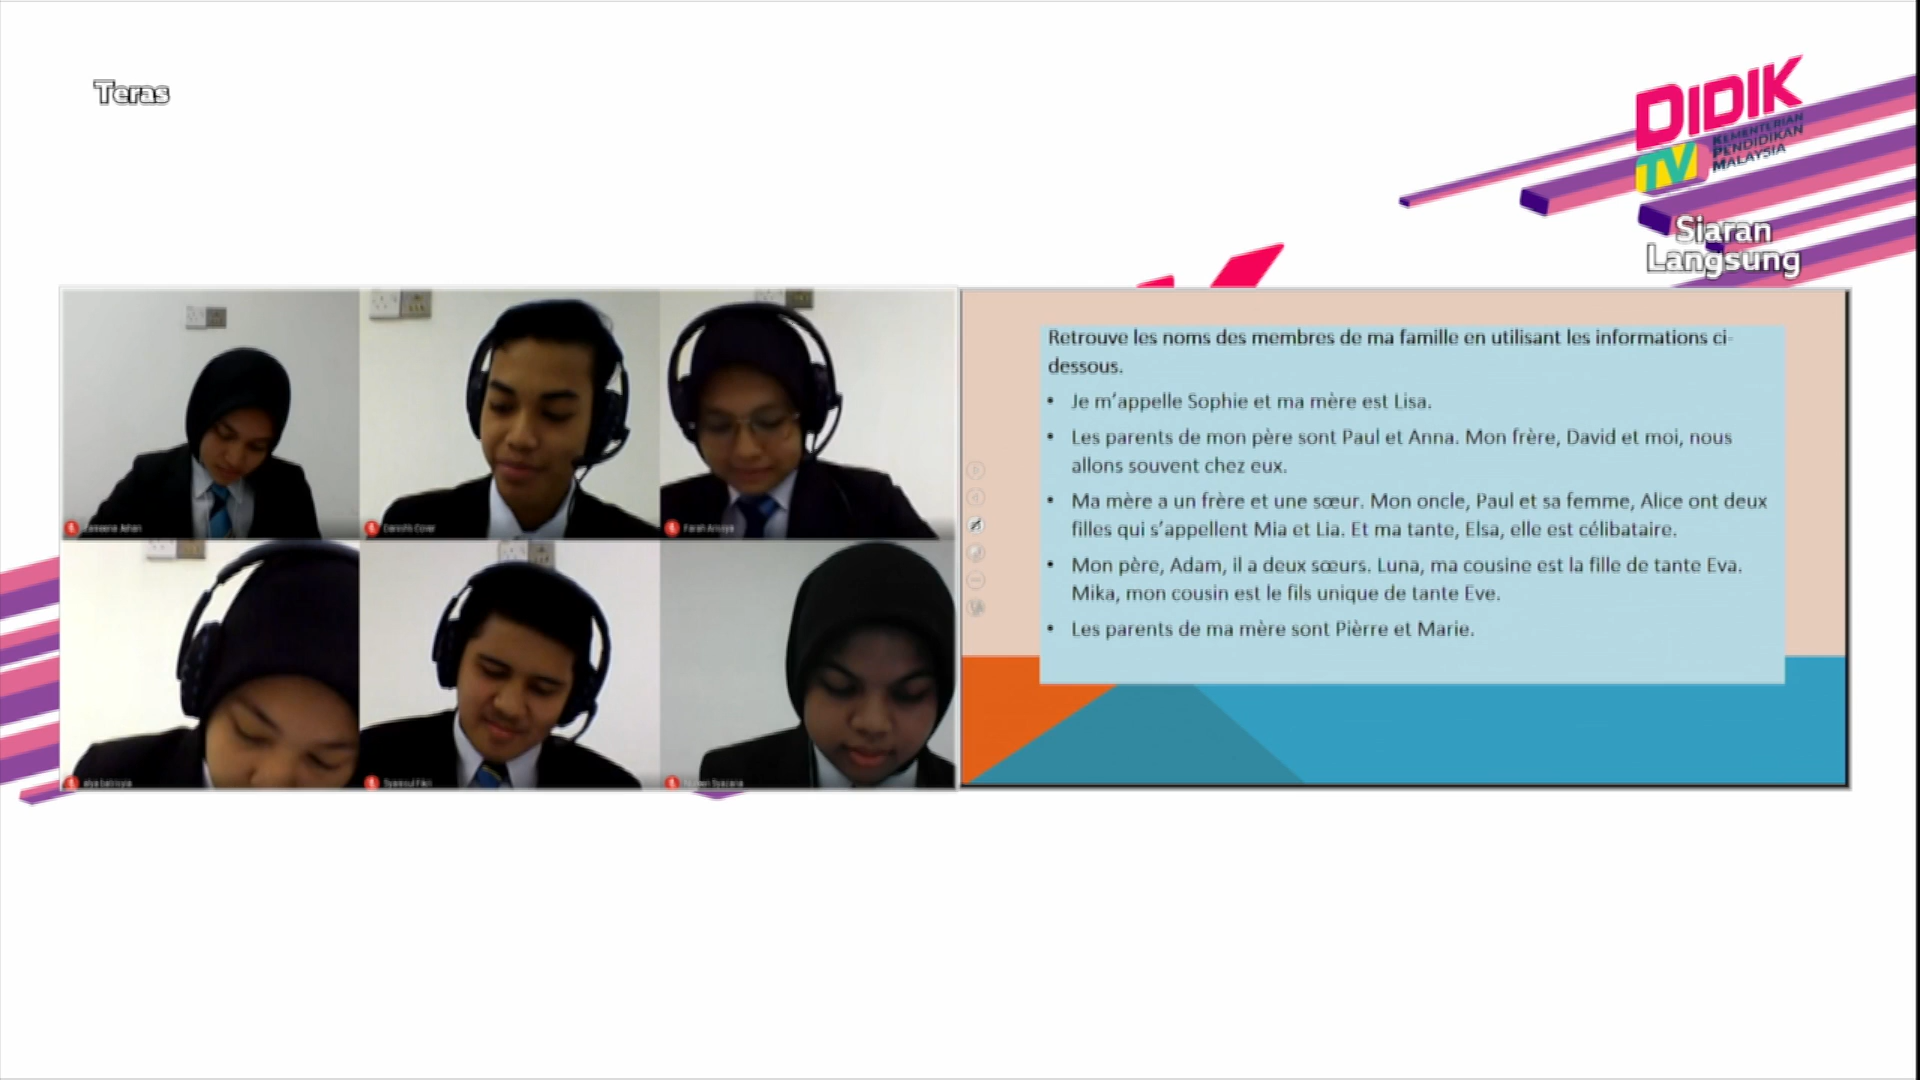 Teras
DIDIK
TV
KEMENTERIAN
PENDIDIKAN
MALAYSIA
Siaran
Langsung
Retrouve les noms des membres de ma famille en utilisant les informations ci-
dessous.
• Je m'appelle Sophie et ma mère est Lisa.
• Les parents de mon père sont Paul et Anna. Mon frère, David et moi, nous
allons souvent chez eux.
• Ma mère a un frère et une sœur. Mon oncle, Paul et sa femme, Alice ont deux
filles qui s'appellent Mia et Lia. Et ma tante, Elsa, elle est célibataire.
• Mon père, Adam, il a deux sœurs. Luna, ma cousine est la fille de tante Eva.
Mika, mon cousin est le fils unique de tante Eve.
• Les parents de ma mère sont Pièrre et Marie.